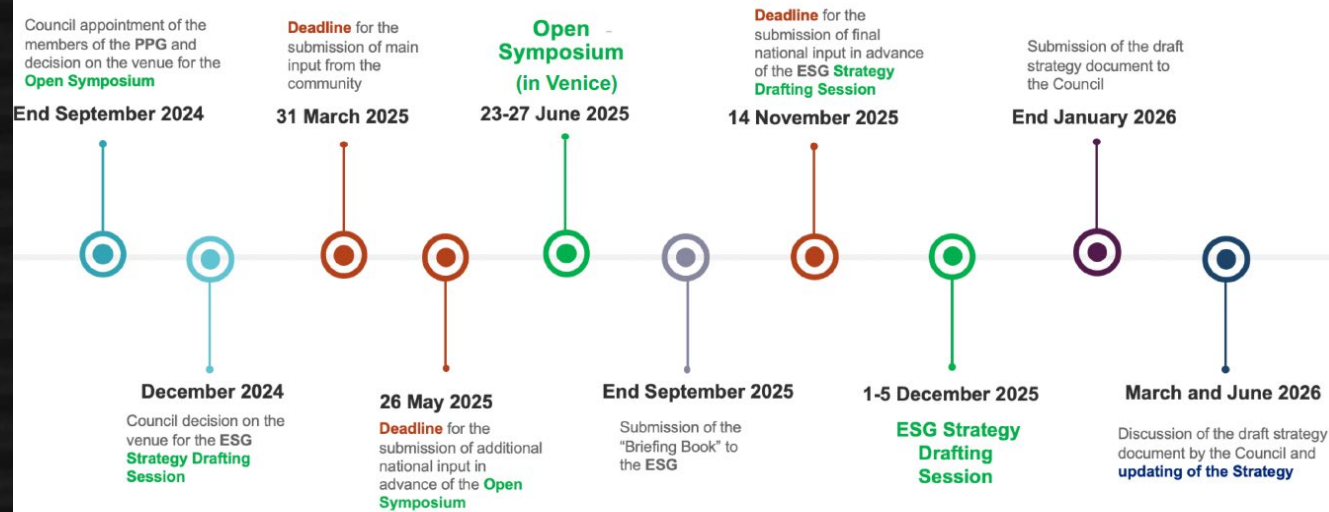 Council appointment of the
members of the PPG and
decision on the venue for the
Open Symposium
End September 2024
Deadline for the
submission of main
input from the
community
31 March 2025
Open
Symposium
(in Venice)
23-27 June 2025
Deadline for the
submission of final
national input in advance
of the ESG Strategy
Drafting Session
14 November 2025
Submission of the draft
strategy document to
the Council
End January 2026
December 2024
Council decision on the
venue for the ESG
Strategy Drafting
Session
26 May 2025
Deadline for the
submission of additional
national input in
advance of the Open
Symposium
End September 2025
Submission of the
“Briefing Book” to
the ESG
1-5 December 2025
ESG Strategy
Drafting
Session
March and June 2026
Discussion of the draft strategy
document by the Council and
updating of the Strategy